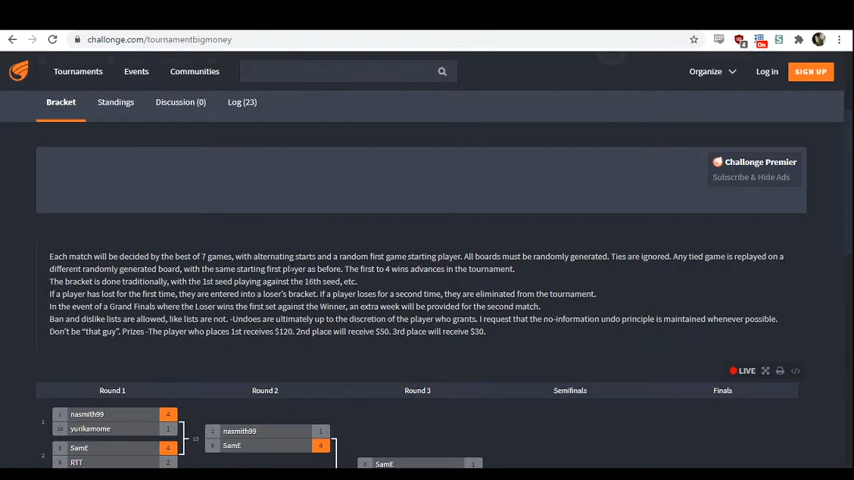 challonge.com/tournamentbigmoney
4
On
S
Tournaments Events Communities Organize Log in SIGN UP
Bracket Standings Discussion (0) Log (23)
Challonge Premier
Subscribe & Hide Ads
Each match will be decided by the best of 7 games, with alternating starts and a random first game starting player. All boards must be randomly generated. Ties are ignored. Any tied game is replayed on a
different randomly generated board, with the same starting first player as before. The first to 4 wins advances in the tournament.
The bracket is done traditionally, with the 1st seed playing against the 16th seed, etc.
If a player has lost for the first time, they are entered into a loser's bracket. If a player loses for a second time, they are eliminated from the tournament.
In the event of a Grand Finals where the Loser wins the first set against the Winner, an extra week will be provided for the second match.
Ban and dislike lists are allowed, like lists are not. -Undoes are ultimately up to the discretion of the player who grants. I request that the no-information undo principle is maintained whenever possible.
Don't be "that guy". Prizes -The player who places 1st receives $120. 2nd place will receive $50. 3rd place will receive $30.
LIVE
Round 1 Round 2 Round 3 Semifinals Finals
1 1 nasmith99 4
16 yurikamome 1
13 1 nasmith99 1
8 SamE 4
2 8 SamE 4
9 RTT 2
8 SamE 1